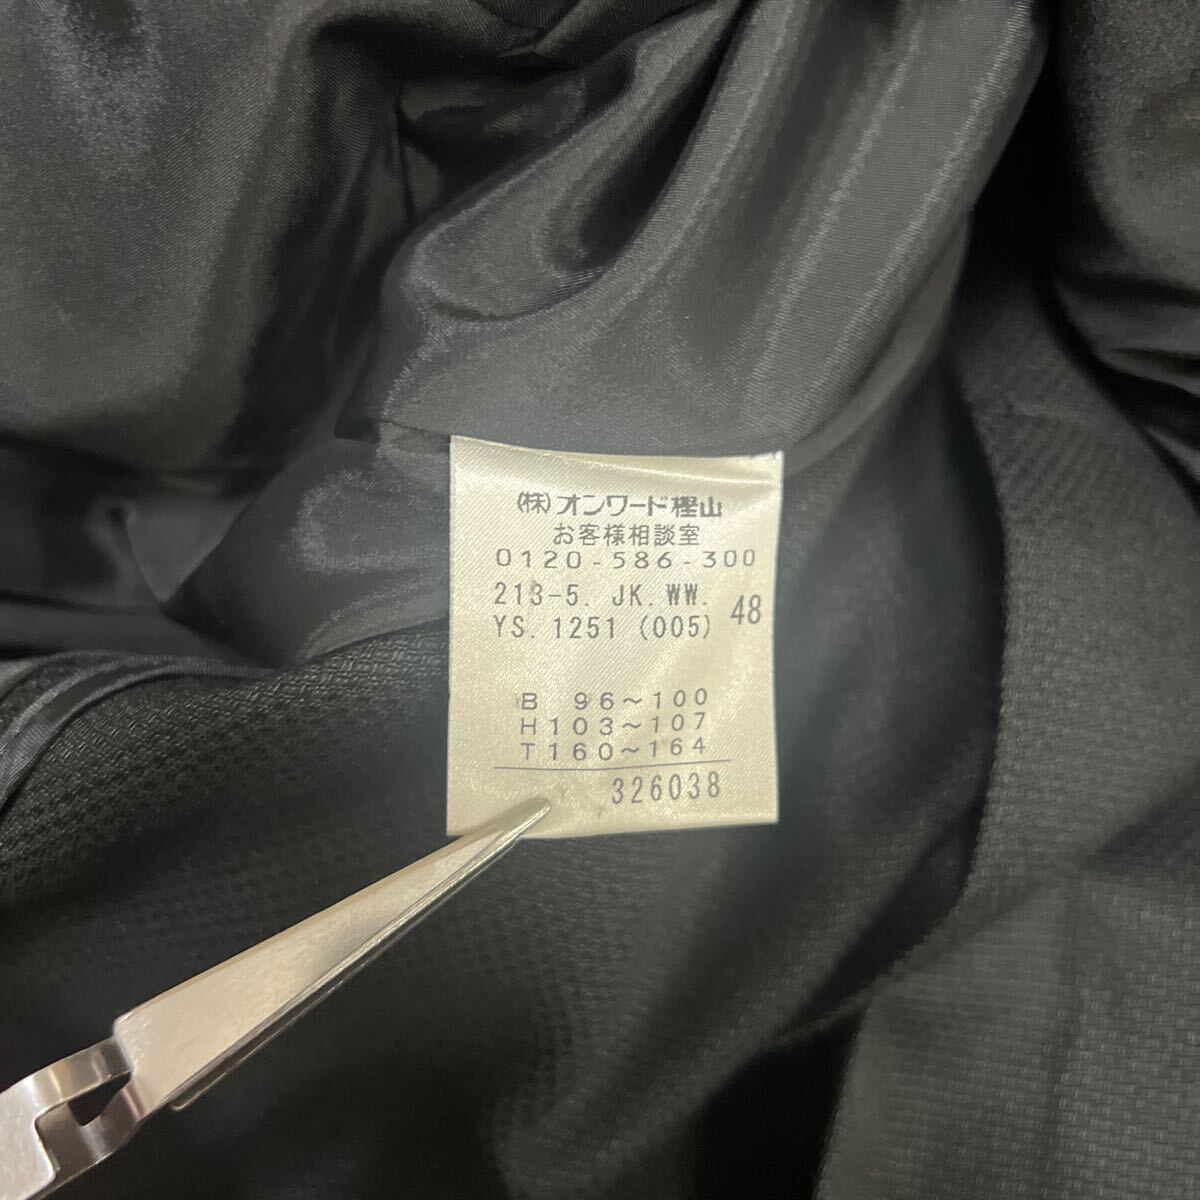 (株)オンワード樫山
お客様相談室
0120-586-300
213-5. JK. WW.
48
YS. 1251 (005)
B 96～100
H103～107
T160～164
326038